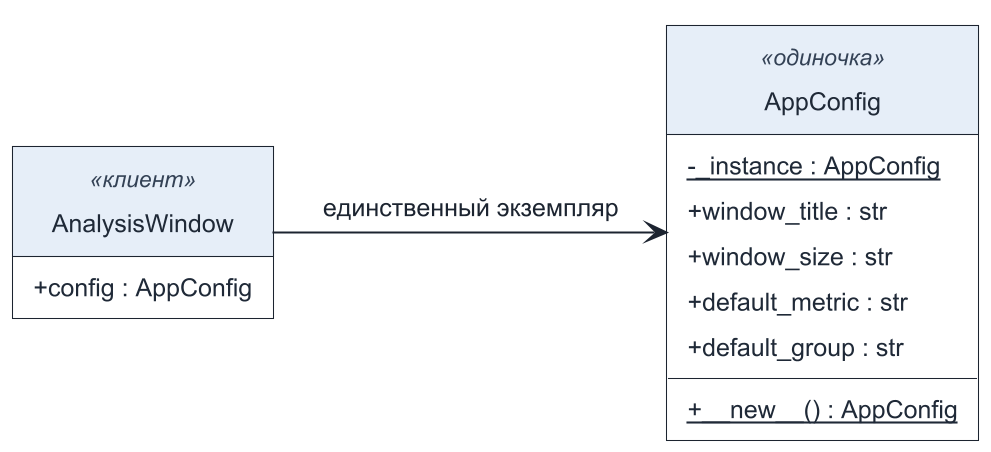 «клиент»
AnalysisWindow
+config : AppConfig
единственный экземпляр
«одиночка»
AppConfig
-_instance : AppConfig
+window_title : str
+window_size : str
+default_metric : str
+default_group : str
+__new__() : AppConfig